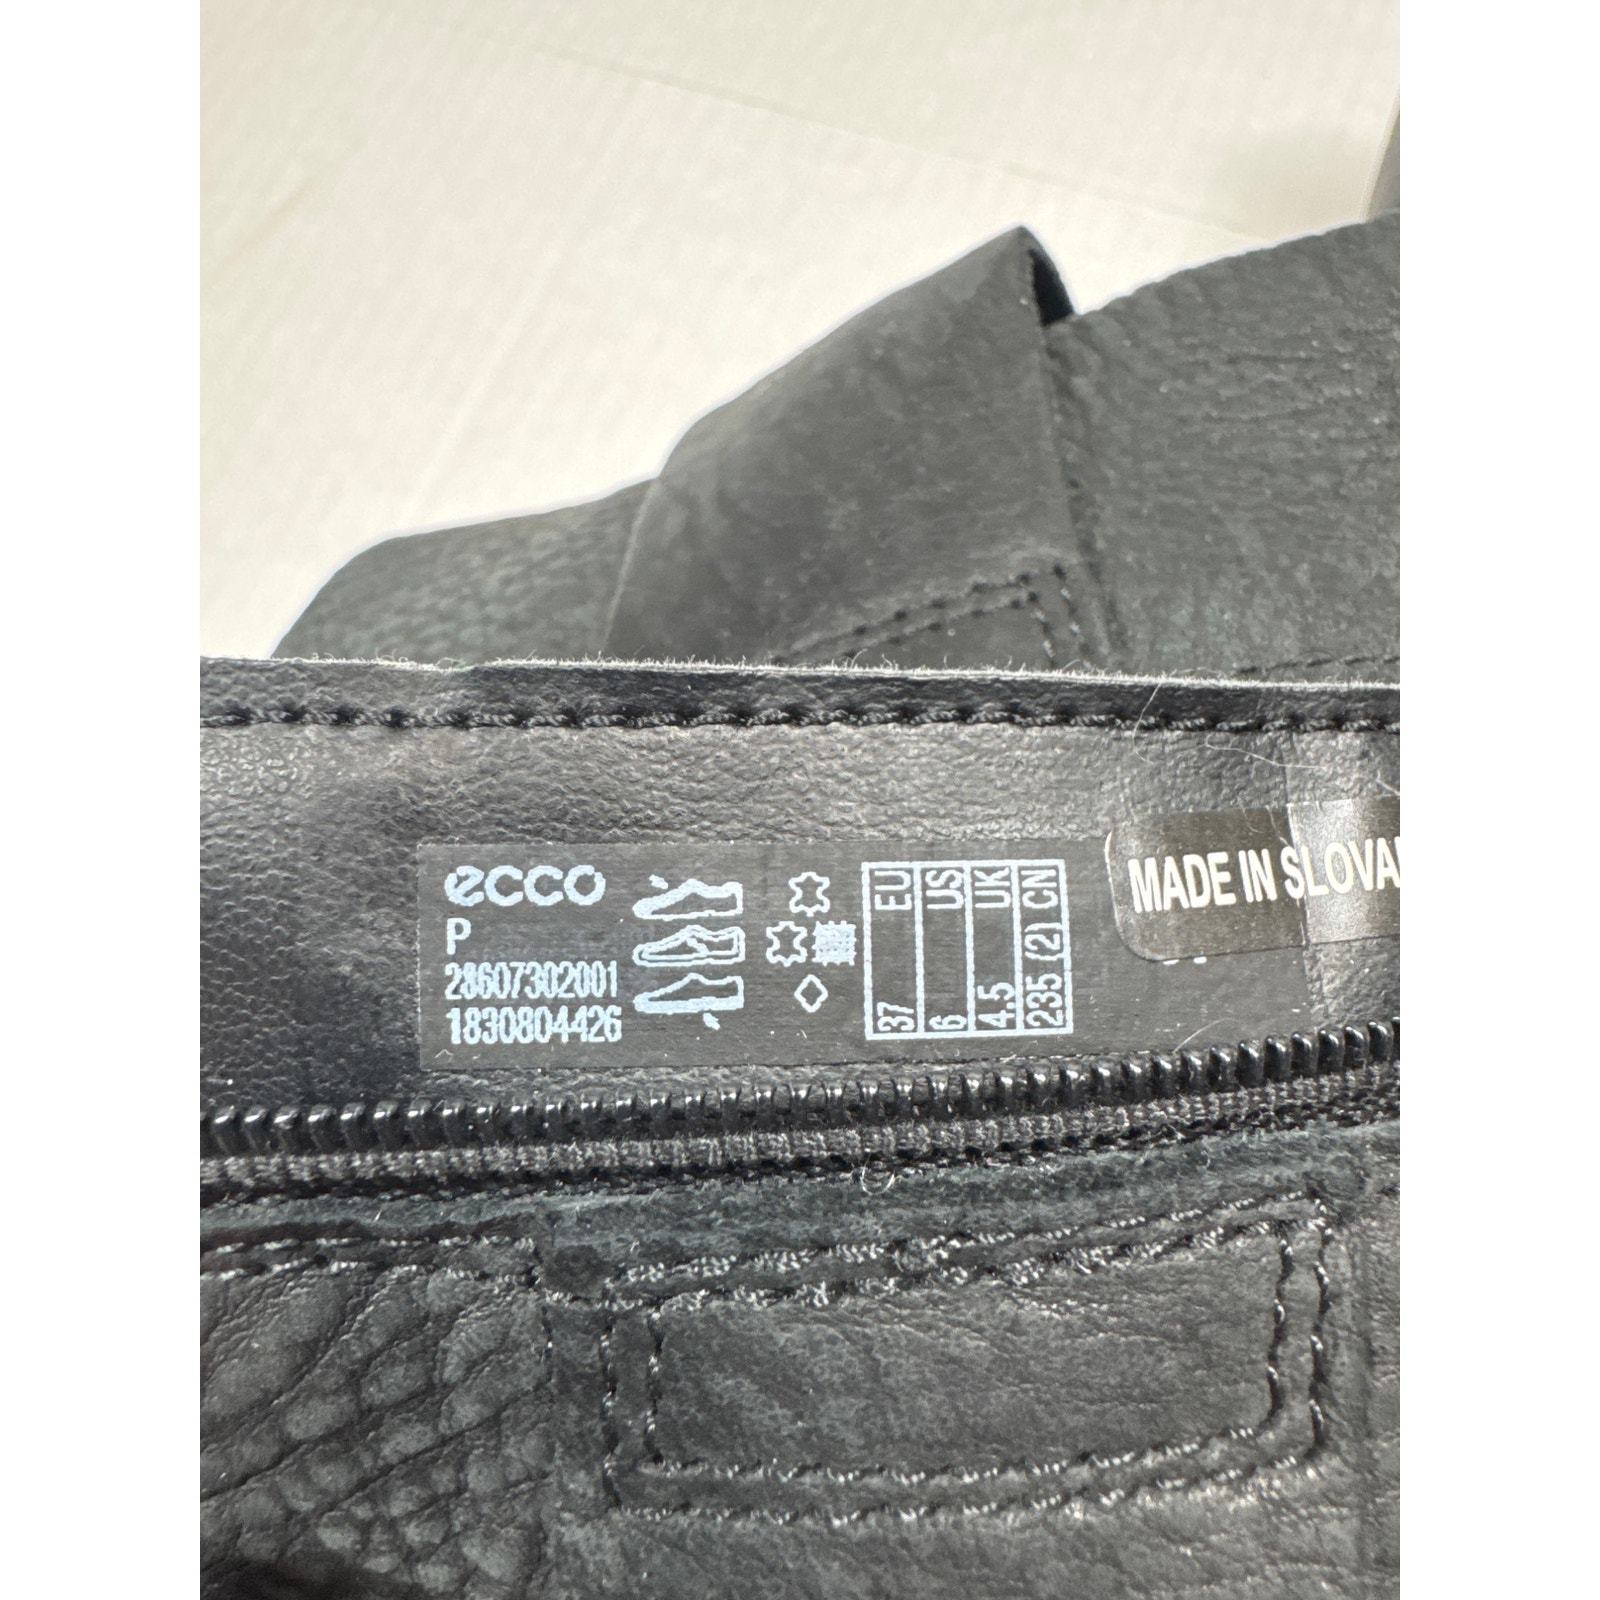 ecco
P
28607302001
1830804426
37 EU
6 US
4.5 UK
235 (2) CN
MADE IN SLOVA